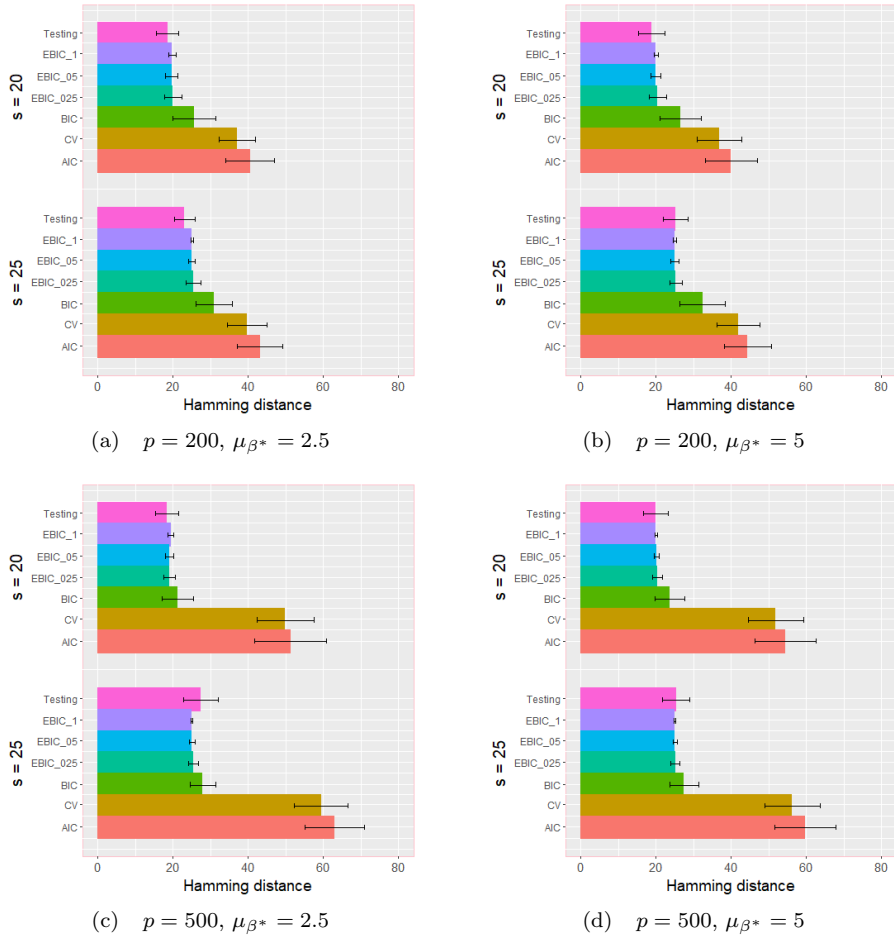 s = 20
Testing
EBIC_1
EBIC_05
EBIC_025
BIC
CV
AIC
s = 25
Testing
EBIC_1
EBIC_05
EBIC_025
BIC
CV
AIC
0 20 40 60 80
Hamming distance
(a) p = 200, μβ* = 2.5
s = 20
Testing
EBIC_1
EBIC_05
EBIC_025
BIC
CV
AIC
s = 25
Testing
EBIC_1
EBIC_05
EBIC_025
BIC
CV
AIC
0 20 40 60 80
Hamming distance
(b) p = 200, μβ* = 5
s = 20
Testing
EBIC_1
EBIC_05
EBIC_025
BIC
CV
AIC
s = 25
Testing
EBIC_1
EBIC_05
EBIC_025
BIC
CV
AIC
0 20 40 60 80
Hamming distance
(c) p = 500, μβ* = 2.5
s = 20
Testing
EBIC_1
EBIC_05
EBIC_025
BIC
CV
AIC
s = 25
Testing
EBIC_1
EBIC_05
EBIC_025
BIC
CV
AIC
0 20 40 60 80
Hamming distance
(d) p = 500, μβ* = 5